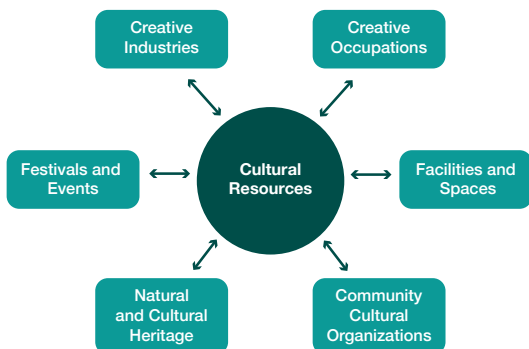 Creative
Industries
Creative
Occupations
Festivals and
Events
Cultural
Resources
Facilities and
Spaces
Natural
and Cultural
Heritage
Community
Cultural
Organizations